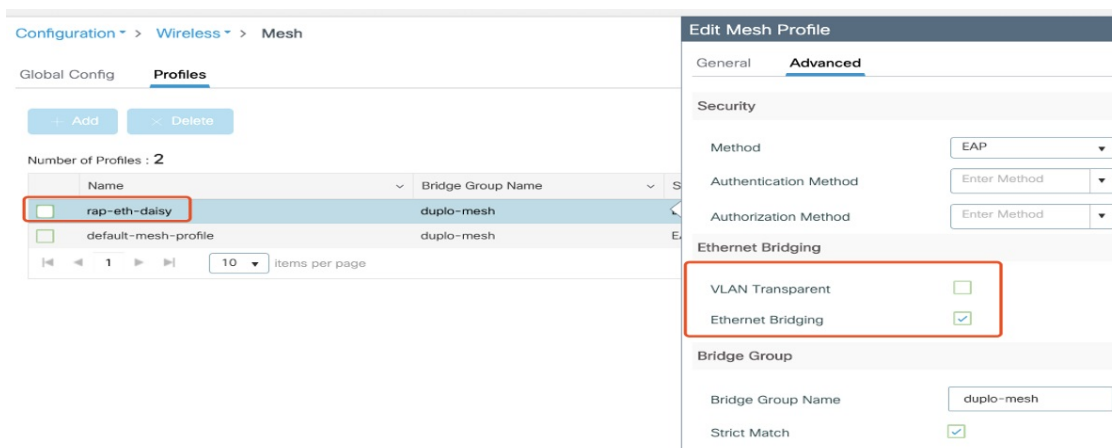 Configuration > Wireless > Mesh
Global Config Profiles
+ Add × Delete
Number of Profiles : 2
Name Bridge Group Name S
rap-eth-daisy duplo-mesh
default-mesh-profile duplo-mesh E
1 10 items per page
Edit Mesh Profile
General Advanced
Security
Method EAP
Authentication Method Enter Method
Authorization Method Enter Method
Ethernet Bridging
VLAN Transparent
Ethernet Bridging
Bridge Group
Bridge Group Name duplo-mesh
Strict Match